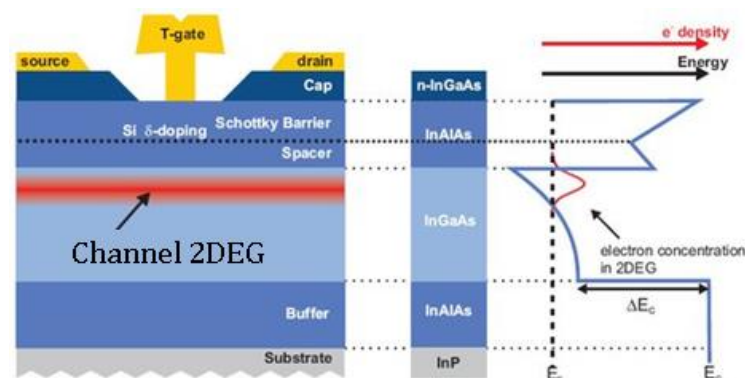 T-gate
source
drain
Cap
Si δ-doping
Schottky Barrier
Spacer
Channel 2DEG
Buffer
Substrate
n-InGaAs
InAlAs
InGaAs
InAlAs
InP
e⁻ density
Energy
electron concentration
in 2DEG
ΔEc